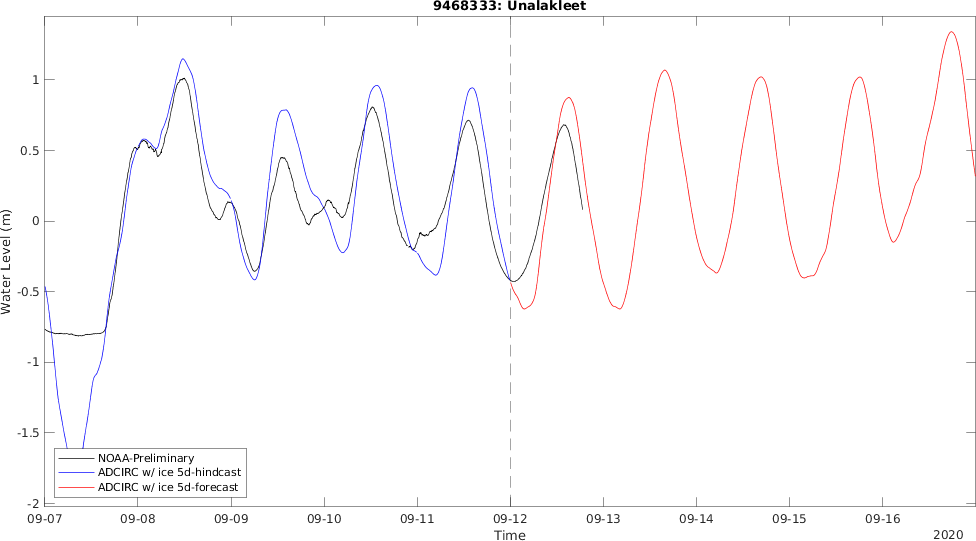 9468333: Unalakleet
Water Level (m)
1
0.5
0
-0.5
-1
-1.5
-2
NOAA-Preliminary
ADCIRC w/ ice 5d-hindcast
ADCIRC w/ ice 5d-forecast
09-07 09-08 09-09 09-10 09-11 09-12 09-13 09-14 09-15 09-16
Time
2020